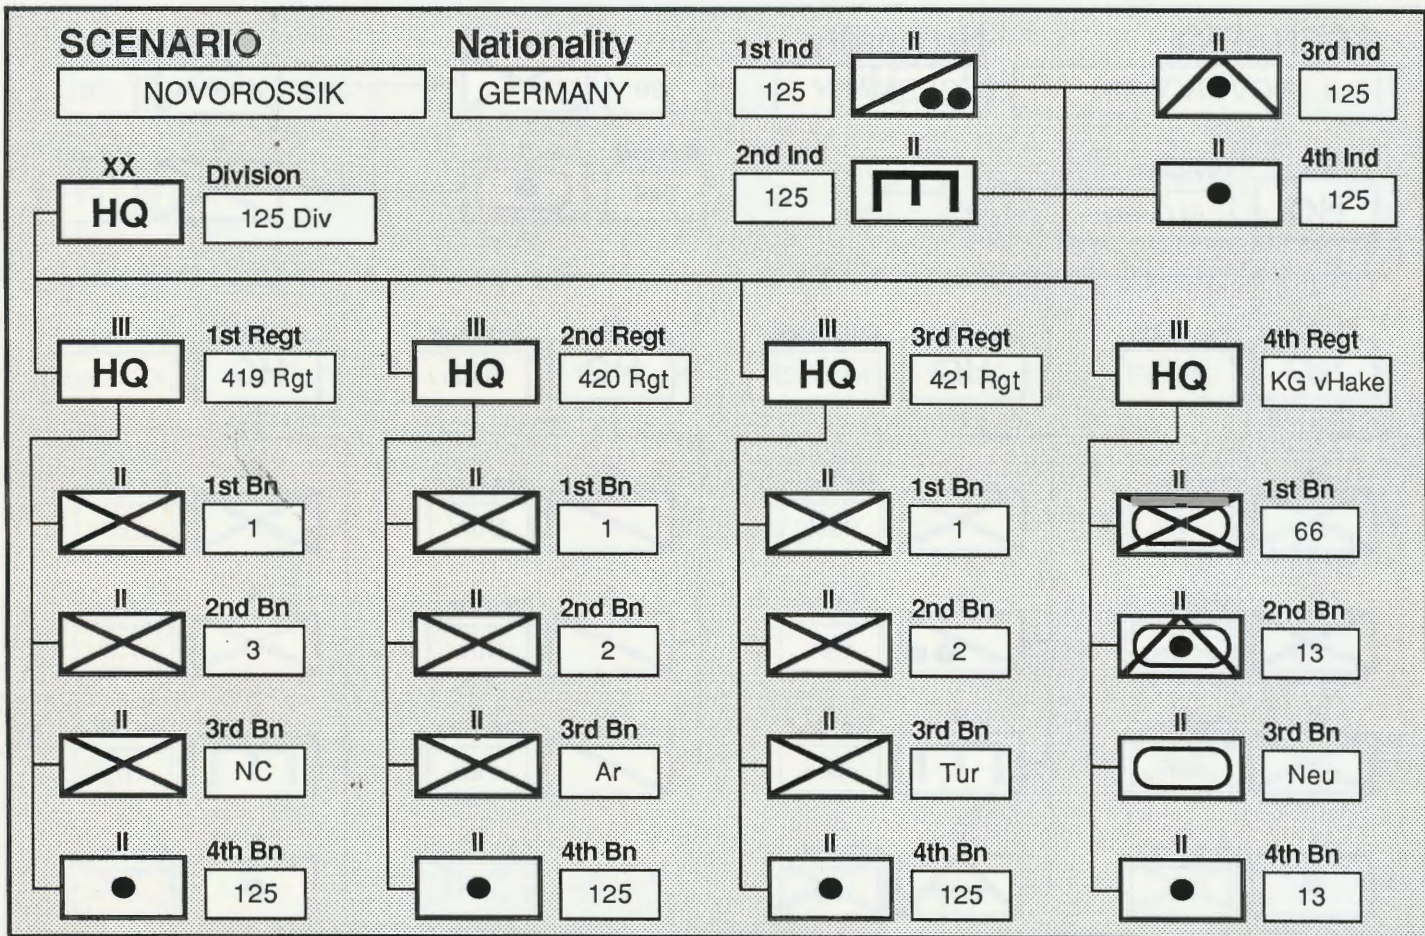 SCENARIO
Nationality
NOVOROSSIK
GERMANY
1st Ind
II
125
II
3rd Ind
125
2nd Ind
II
125
II
4th Ind
125
XX
HQ
Division
125 Div
III
HQ
1st Regt
419 Rgt
III
HQ
2nd Regt
420 Rgt
III
HQ
3rd Regt
421 Rgt
III
HQ
4th Regt
KG vHake
II
1st Bn
1
II
1st Bn
1
II
1st Bn
1
II
1st Bn
66
II
2nd Bn
3
II
2nd Bn
2
II
2nd Bn
2
II
2nd Bn
13
II
3rd Bn
NC
II
3rd Bn
Ar
II
3rd Bn
Tur
II
3rd Bn
Neu
II
4th Bn
125
II
4th Bn
125
II
4th Bn
125
II
4th Bn
13